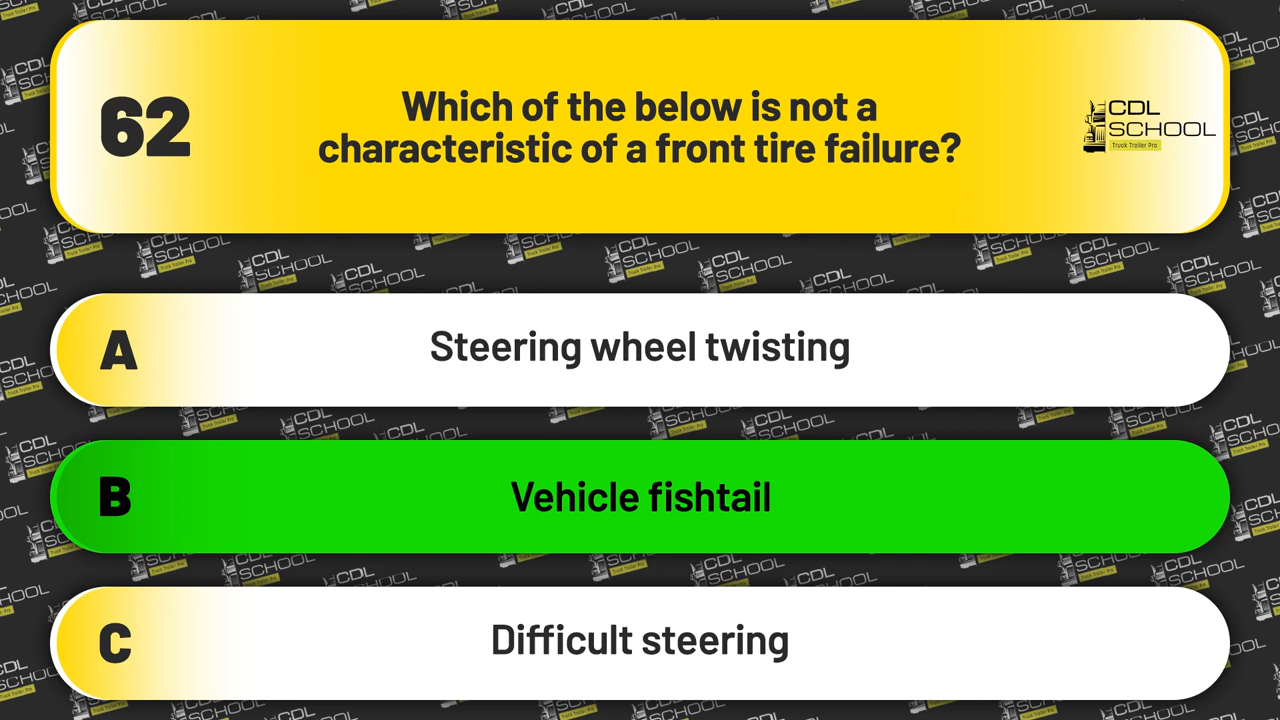 62
Which of the below is not a
characteristic of a front tire failure?
CDL
SCHOOL
Truck Trailer Pro
A
Steering wheel twisting
B
Vehicle fishtail
C
Difficult steering